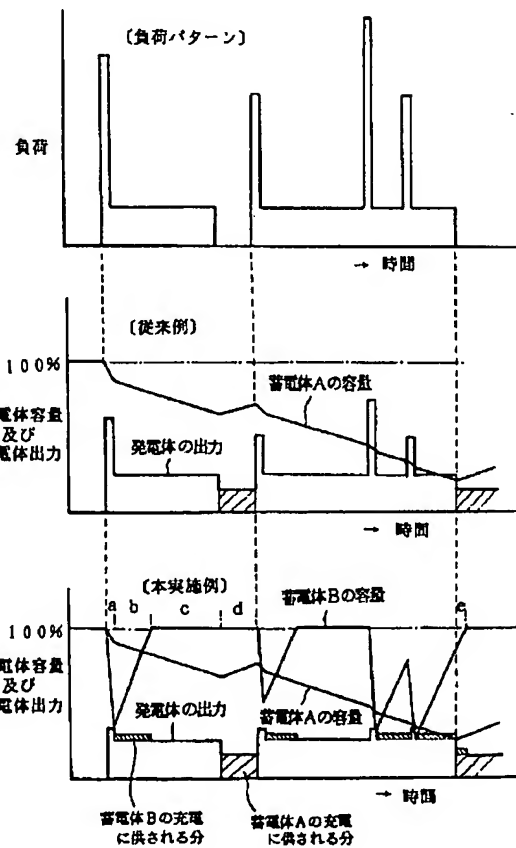 〔負荷パターン〕
負荷
→ 時間
〔従来例〕
100%
蓄電体Aの容量
電体容量
及び
電体出力
発電体の出力
→ 時間
〔本実施例〕
a
b
c
d
蓄電体Bの容量
e
100%
電体容量
及び
電体出力
発電体の出力
蓄電体Aの容量
→ 時間
蓄電体Bの充電
に供される分
蓄電体Aの充電
に供される分